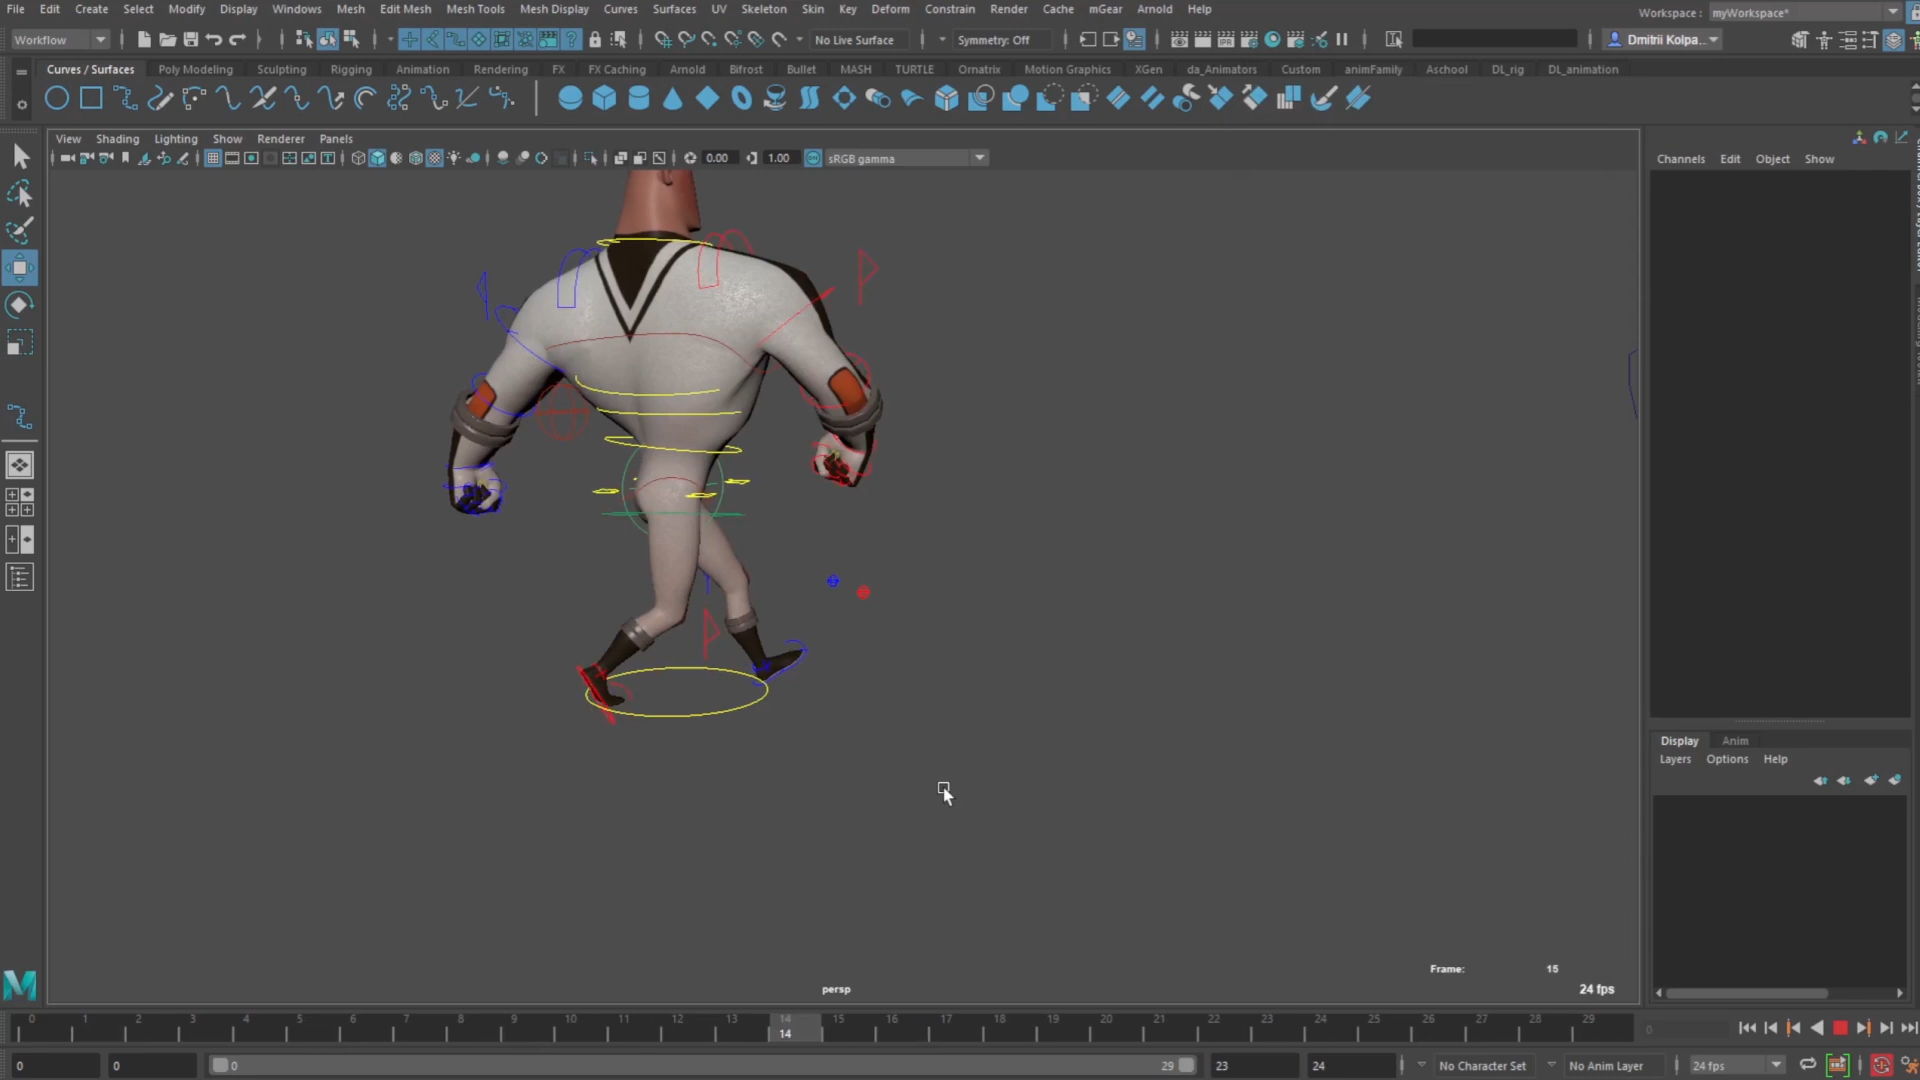 File Edit Create Select Modify Display Windows Mesh Edit Mesh Mesh Tools Mesh Display Curves Surfaces UV Skeleton Skin Key Deform Constrain Render Cache mGear Arnold Help
Workspace : myWorkspace*
Workflow No Live Surface Symmetry: Off Dmitrii Kolpa...
Curves / Surfaces Poly Modeling Sculpting Rigging Animation Rendering FX FX Caching Arnold Bifrost Bullet MASH TURTLE Ornatrix Motion Graphics XGen da_Animators Custom animFamily Aschool DL_rig DL_animation
View Shading Lighting Show Renderer Panels
0.00 1.00 sRGB gamma
Channels Edit Object Show
Display Anim
Layers Options Help
Frame: 15
persp
24 fps
0 1 2 3 4 5 6 7 8 9 10 11 12 13 14 15 16 17 18 19 20 21 22 23 24 25 26 27 28 29
14
0
0 0 0 29 23 24 No Character Set No Anim Layer 24 fps